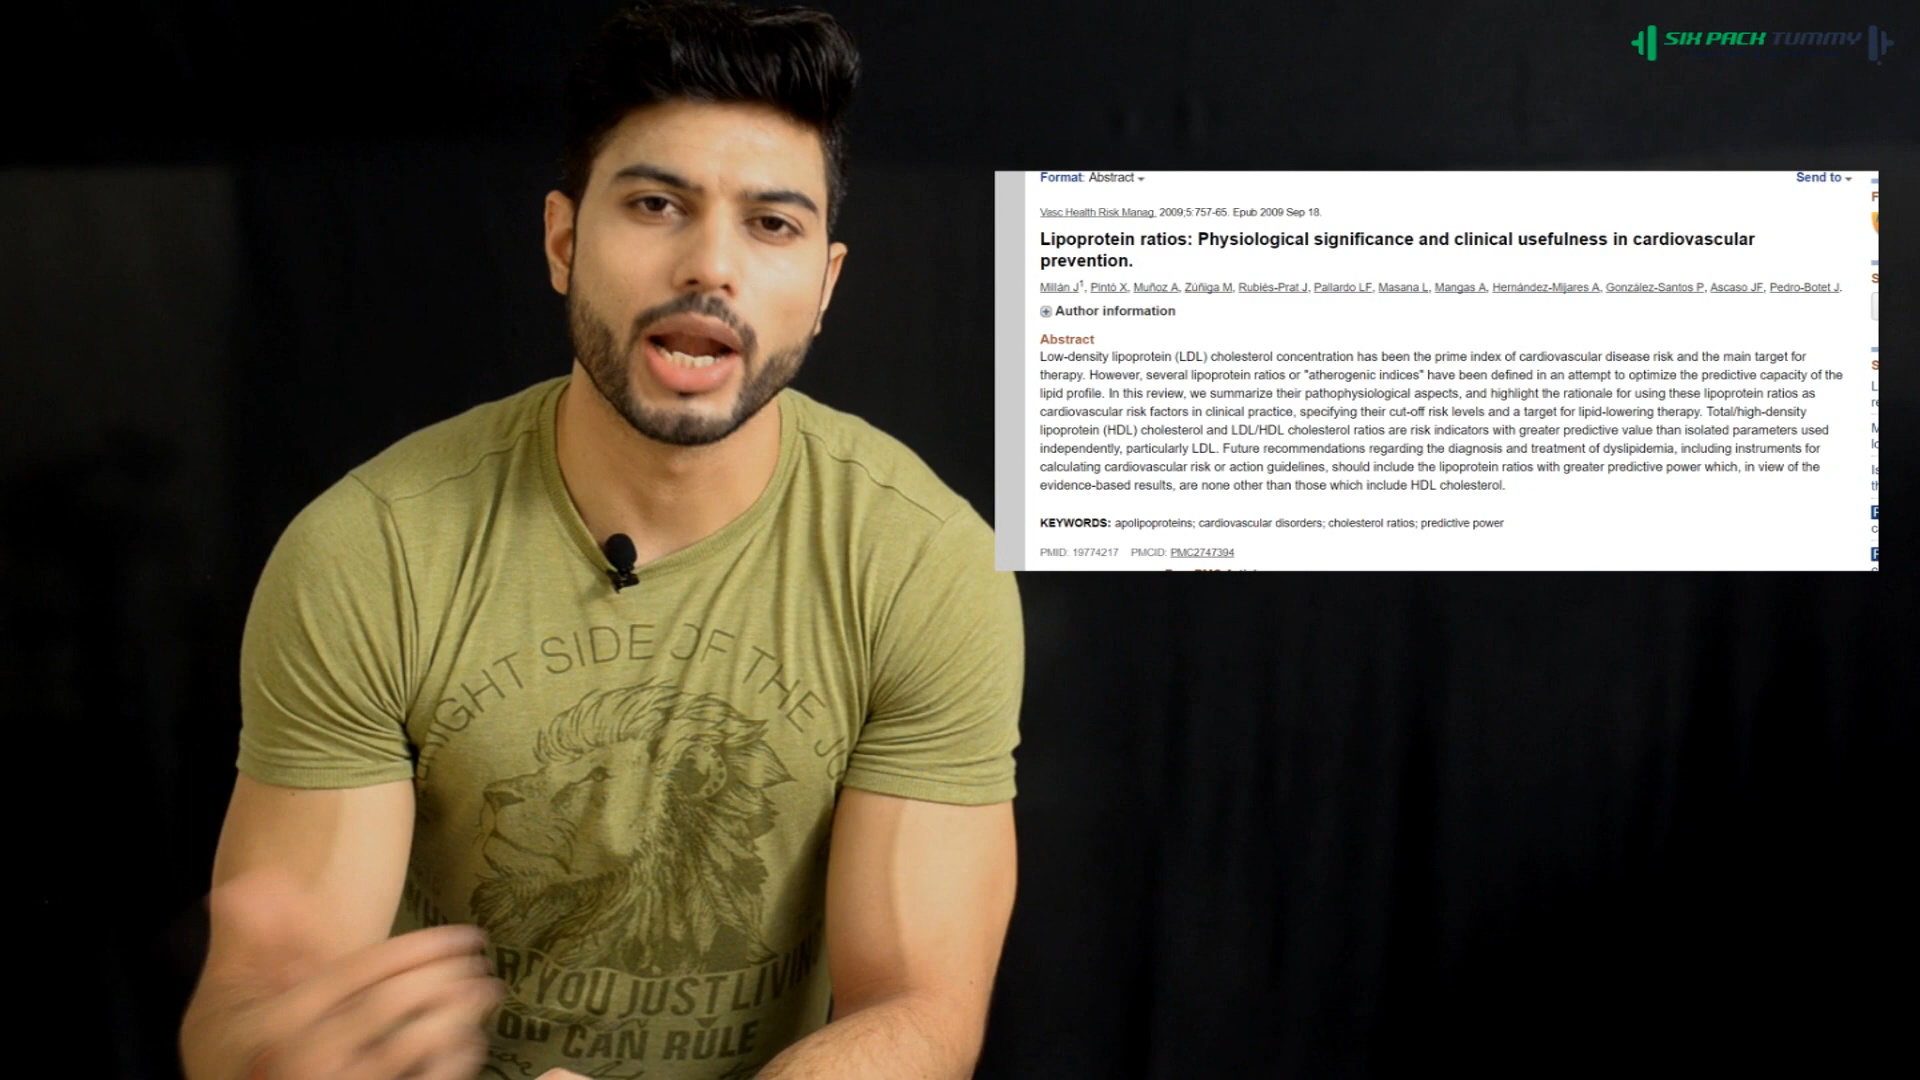 SIX PACK TUMMY
Format: Abstract
Send to
Vasc Health Risk Manag. 2009;5:757-65. Epub 2009 Sep 18.
Lipoprotein ratios: Physiological significance and clinical usefulness in cardiovascular
prevention.
Millán J1, Pintó X, Muñoz A, Zúñiga M, Rubiés-Prat J, Pallardo LF, Masana L, Mangas A, Hernández-Mijares A, González-Santos P, Ascaso JF, Pedro-Botet J.
Author information
Abstract
Low-density lipoprotein (LDL) cholesterol concentration has been the prime index of cardiovascular disease risk and the main target for
therapy. However, several lipoprotein ratios or "atherogenic indices" have been defined in an attempt to optimize the predictive capacity of the
lipid profile. In this review, we summarize their pathophysiological aspects, and highlight the rationale for using these lipoprotein ratios as
cardiovascular risk factors in clinical practice, specifying their cut-off risk levels and a target for lipid-lowering therapy. Total/high-density
lipoprotein (HDL) cholesterol and LDL/HDL cholesterol ratios are risk indicators with greater predictive value than isolated parameters used
independently, particularly LDL. Future recommendations regarding the diagnosis and treatment of dyslipidemia, including instruments for
calculating cardiovascular risk or action guidelines, should include the lipoprotein ratios with greater predictive power which, in view of the
evidence-based results, are none other than those which include HDL cholesterol.
KEYWORDS: apolipoproteins; cardiovascular disorders; cholesterol ratios; predictive power
PMID: 19774217 PMCID: PMC2747394
SIDE OF THE
YOU JUST LIVIN
YOU CAN RULE